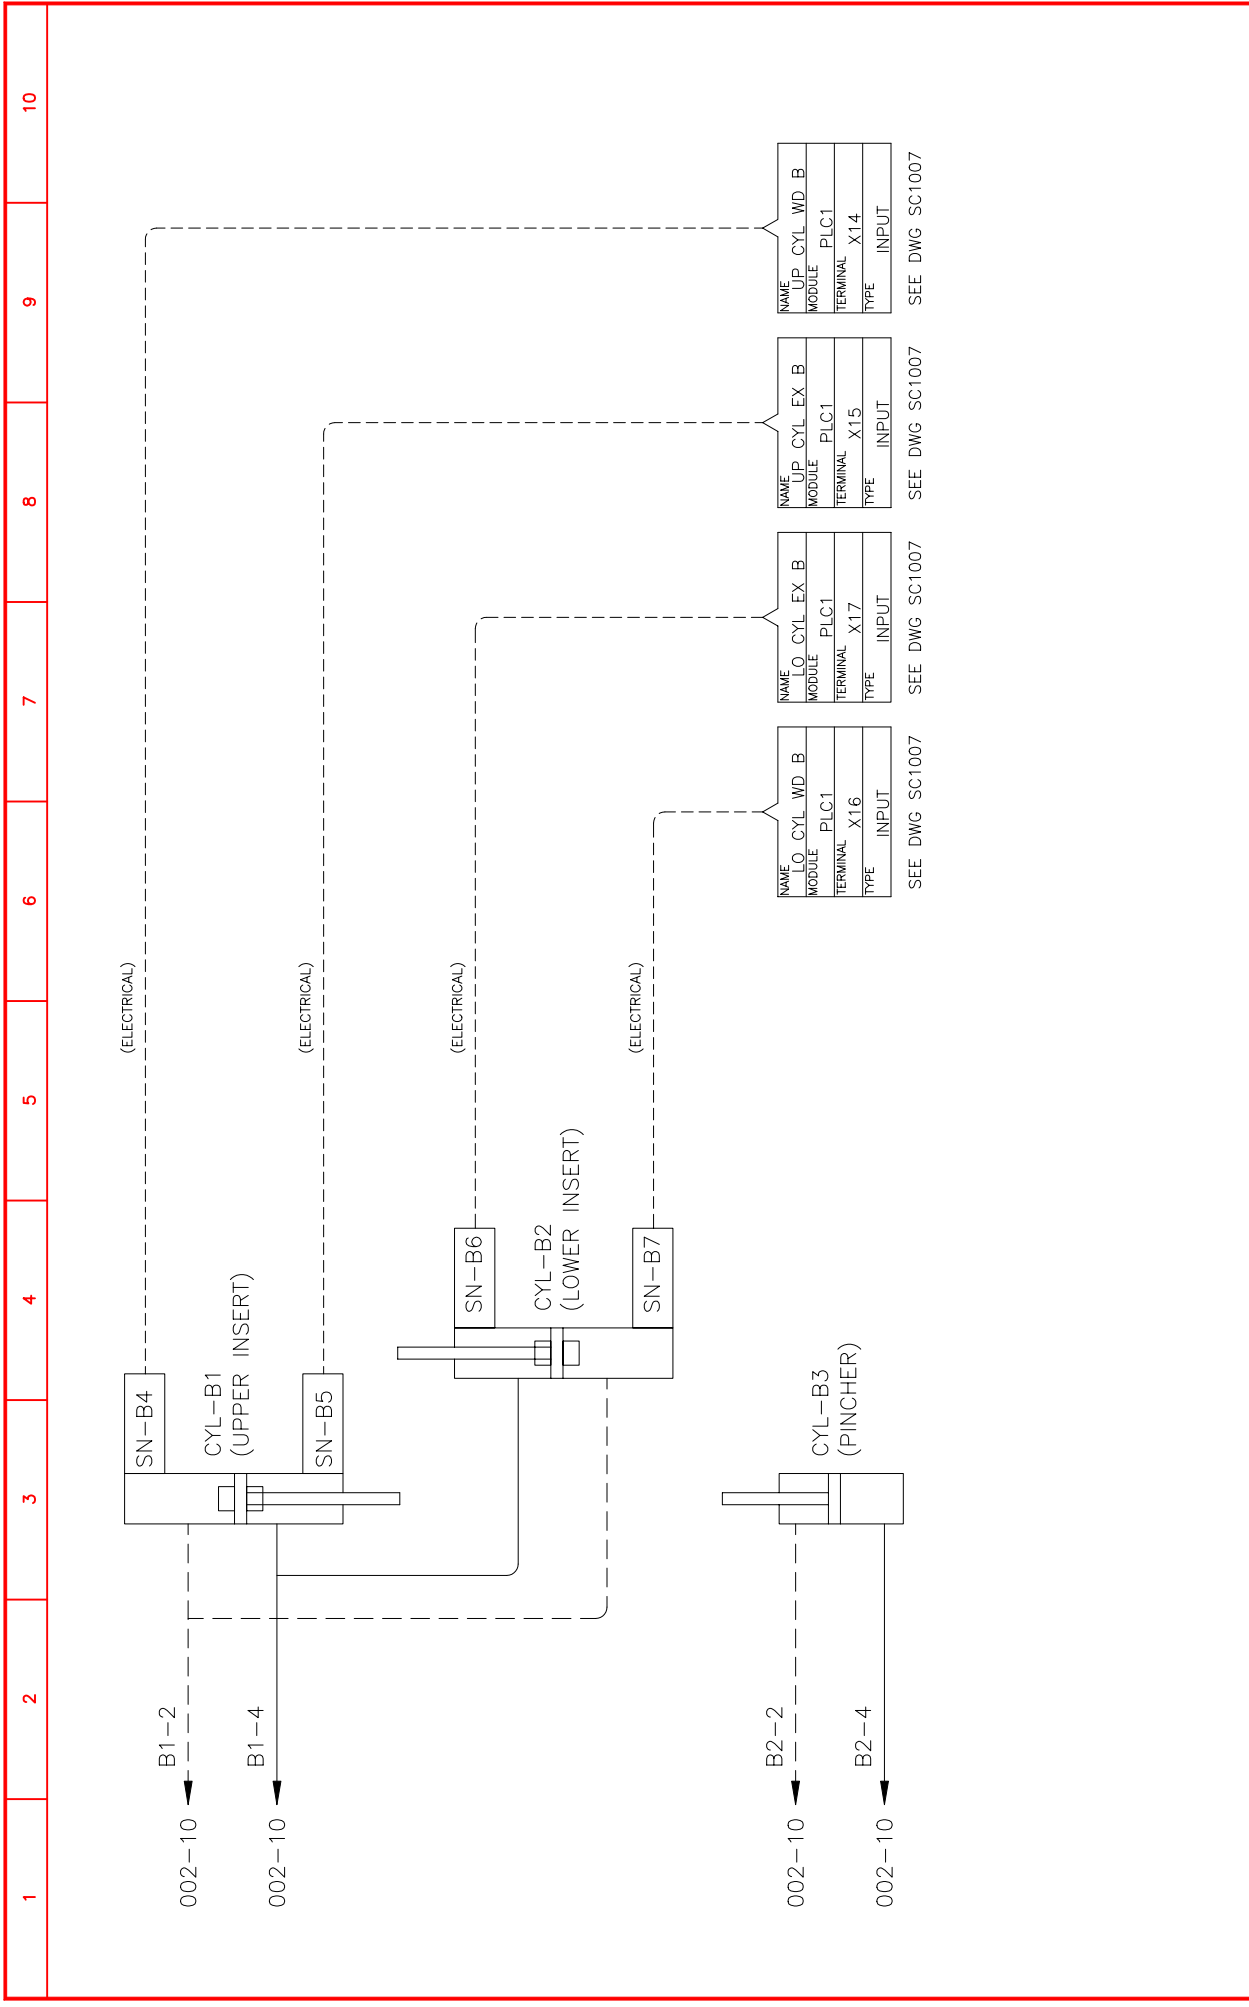 1
2
3
4
5
6
7
8
9
10
SN-B4
(ELECTRICAL)
B1-2
002-10
CYL-B1
(UPPER INSERT)
B1-4
002-10
SN-B5
(ELECTRICAL)
SN-B6
(ELECTRICAL)
CYL-B2
(LOWER INSERT)
SN-B7
(ELECTRICAL)
B2-2
002-10
CYL-B3
(PINCHER)
B2-4
002-10
NAME
LO CYL WD B
MODULE
PLC1
TERMINAL
X16
TYPE
INPUT
SEE DWG SC1007
NAME
LO CYL EX B
MODULE
PLC1
TERMINAL
X17
TYPE
INPUT
SEE DWG SC1007
NAME
UP CYL EX B
MODULE
PLC1
TERMINAL
X15
TYPE
INPUT
SEE DWG SC1007
NAME
UP CYL WD B
MODULE
PLC1
TERMINAL
X14
TYPE
INPUT
SEE DWG SC1007